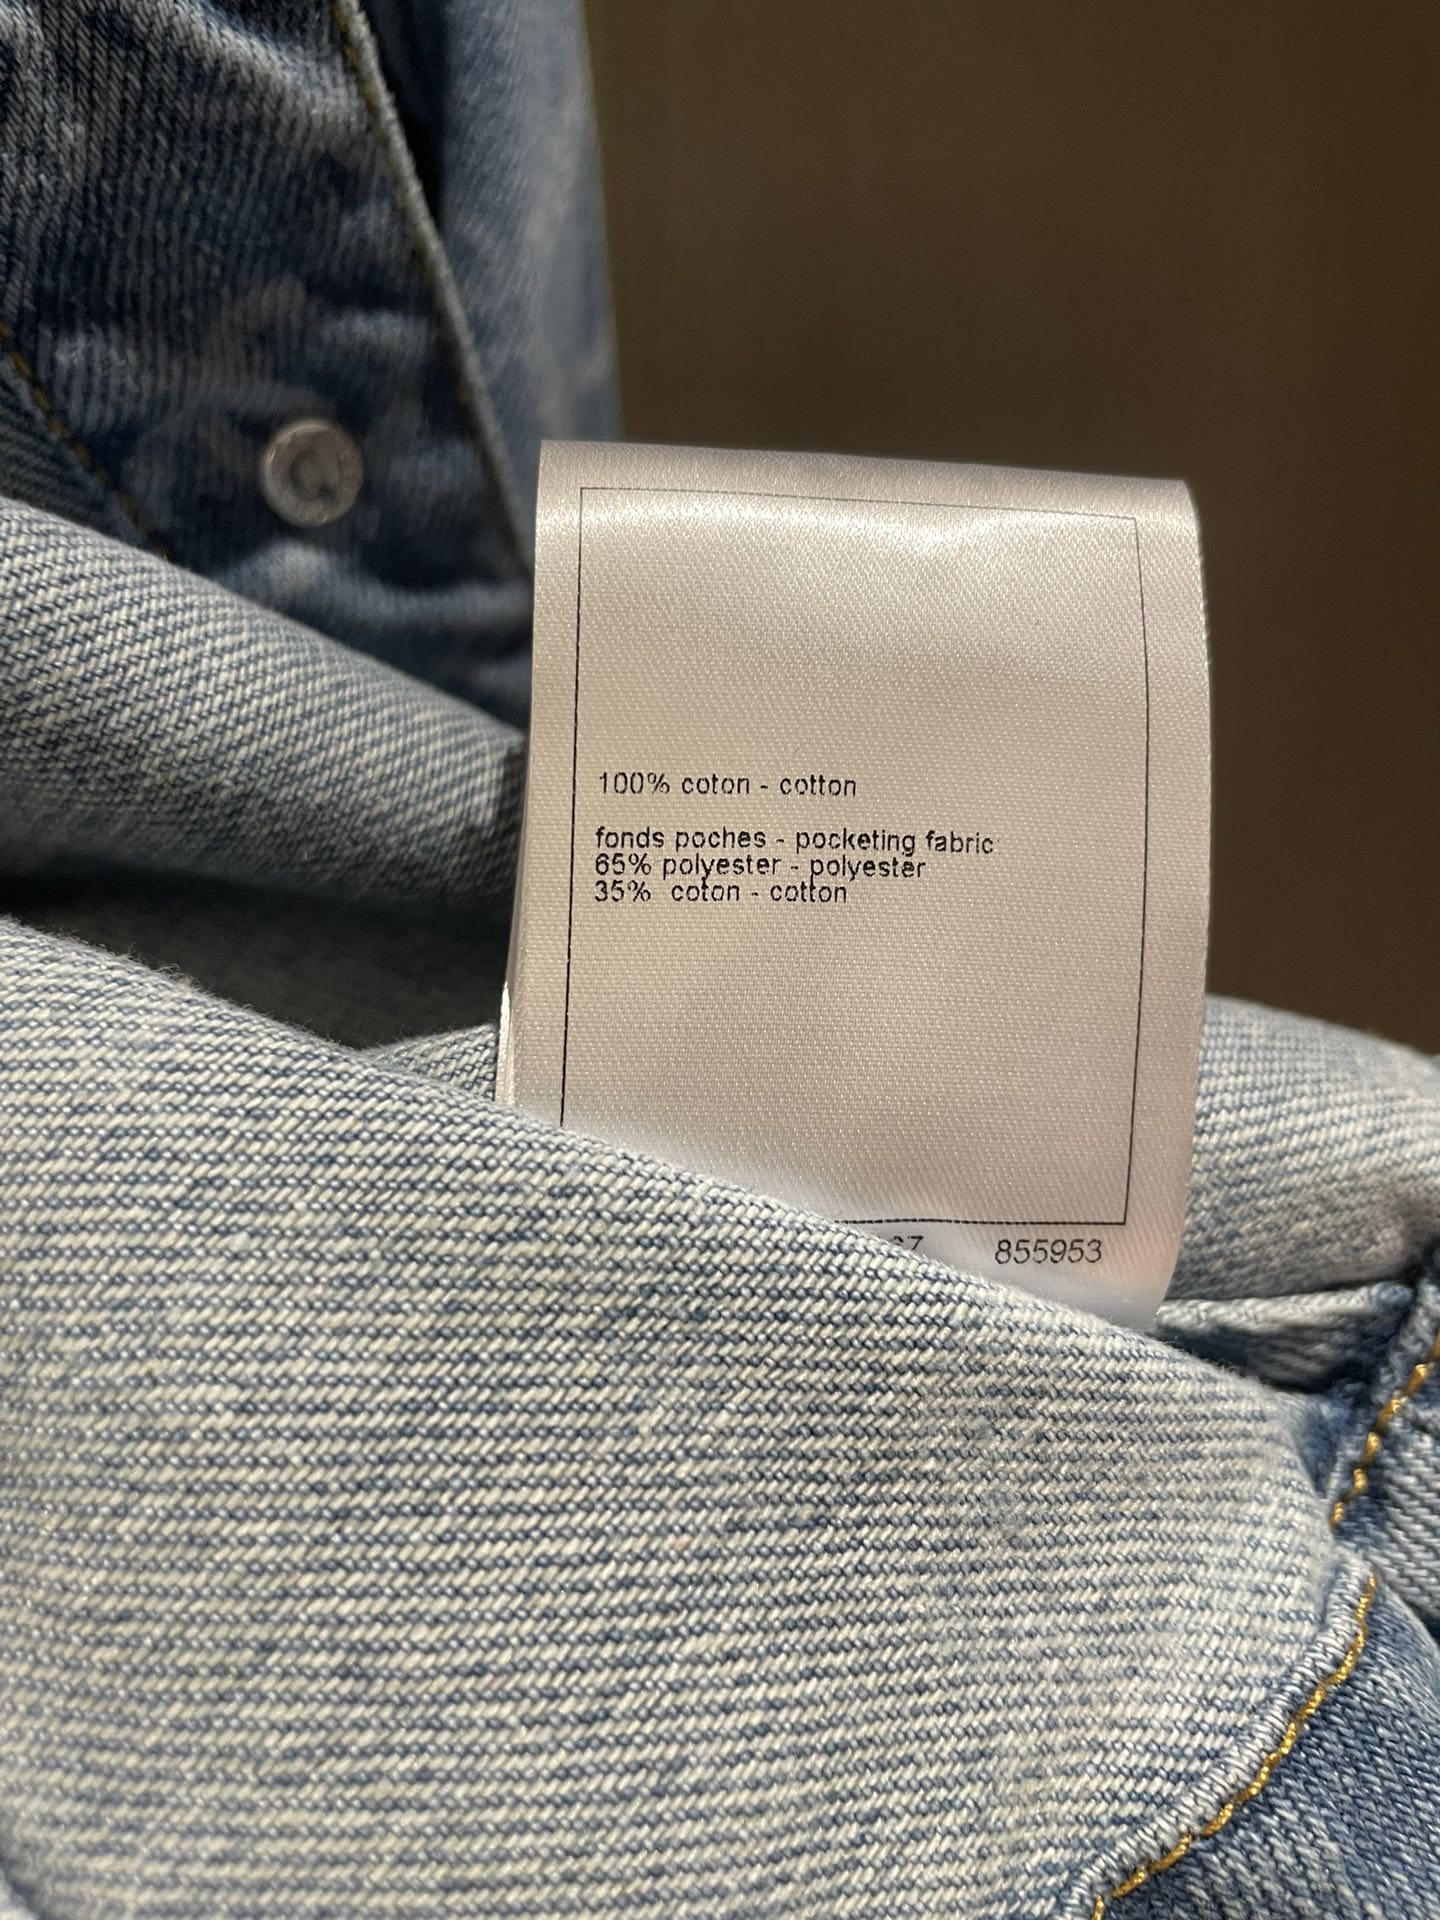 100% coton - cotton
fonds poches - pocketing fabric
65% polyester - polyester
35% coton - cotton
855953